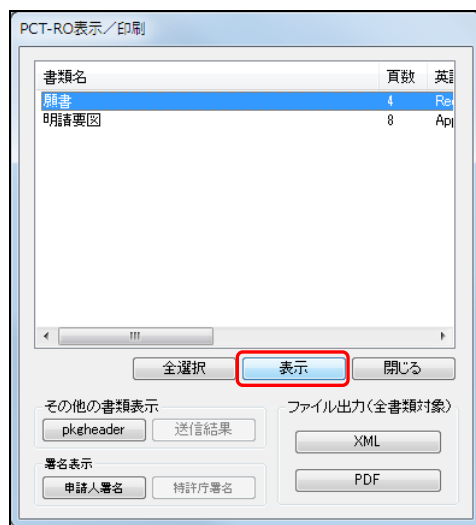 PCT-RO表示／印刷
書類名 頁数
願書 4 Re
明請要図 8 App
全選択 表示 閉じる
その他の書類表示 ファイル出力(全書類対象)
pkgheader 送信結果 XML
署名表示
申請人署名 特許庁署名 PDF